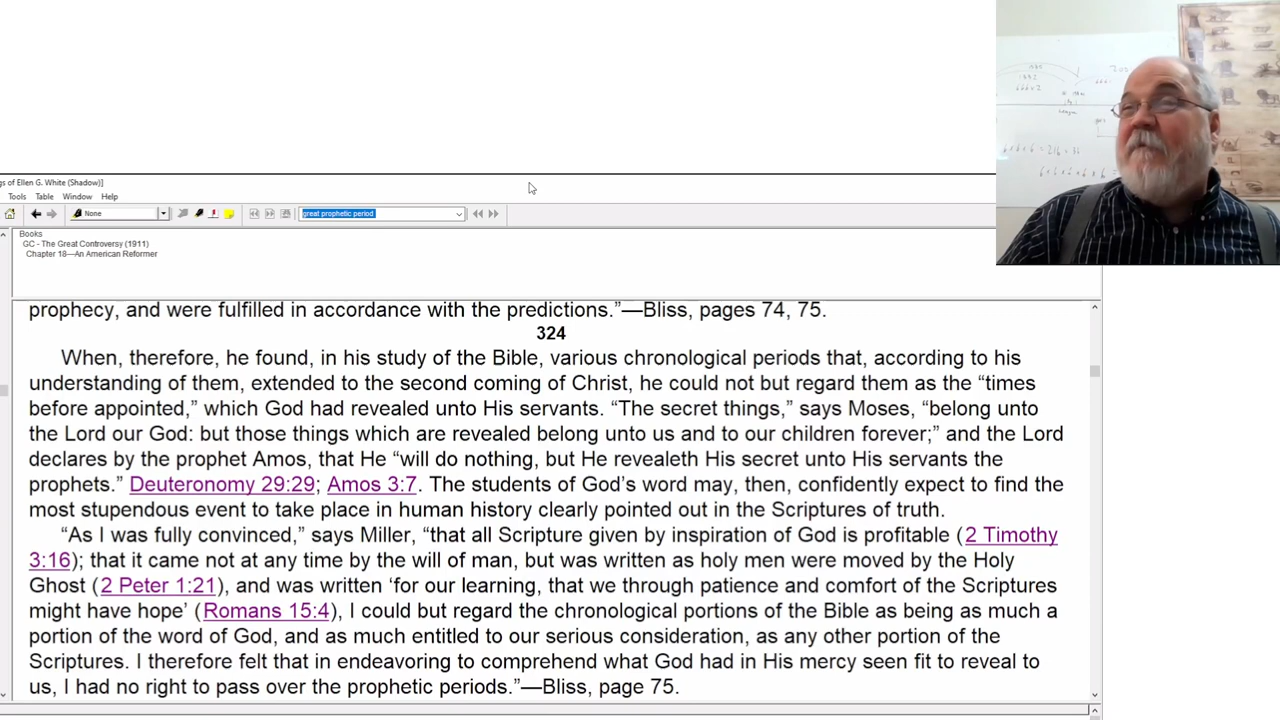 gs of Ellen G. White (Shadow)]
Tools Table Window Help
None
great prophetic period
Books
GC - The Great Controversy (1911)
Chapter 18—An American Reformer
prophecy, and were fulfilled in accordance with the predictions.”—Bliss, pages 74, 75.
324
When, therefore, he found, in his study of the Bible, various chronological periods that, according to his
understanding of them, extended to the second coming of Christ, he could not but regard them as the “times
before appointed,” which God had revealed unto His servants. “The secret things,” says Moses, “belong unto
the Lord our God: but those things which are revealed belong unto us and to our children forever;” and the Lord
declares by the prophet Amos, that He “will do nothing, but He revealeth His secret unto His servants the
prophets.” Deuteronomy 29:29; Amos 3:7. The students of God’s word may, then, confidently expect to find the
most stupendous event to take place in human history clearly pointed out in the Scriptures of truth.
“As I was fully convinced,” says Miller, “that all Scripture given by inspiration of God is profitable (2 Timothy
3:16); that it came not at any time by the will of man, but was written as holy men were moved by the Holy
Ghost (2 Peter 1:21), and was written ‘for our learning, that we through patience and comfort of the Scriptures
might have hope’ (Romans 15:4), I could but regard the chronological portions of the Bible as being as much a
portion of the word of God, and as much entitled to our serious consideration, as any other portion of the
Scriptures. I therefore felt that in endeavoring to comprehend what God had in His mercy seen fit to reveal to
us, I had no right to pass over the prophetic periods.”—Bliss, page 75.